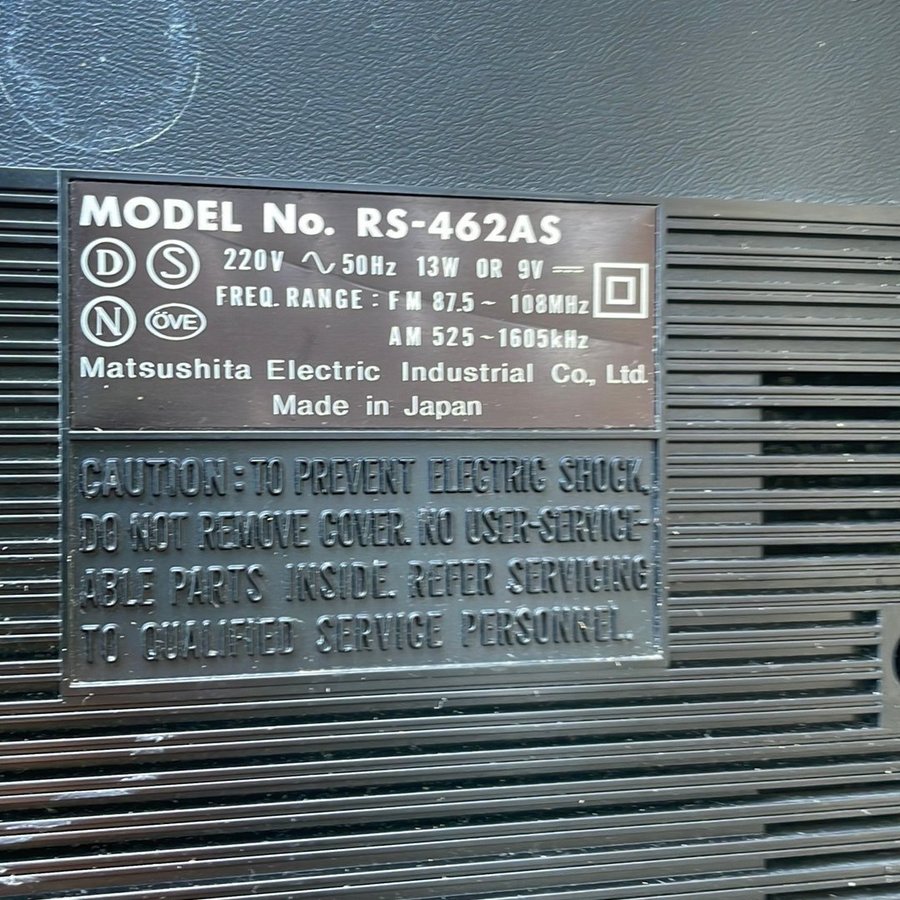 MODEL No. RS-462AS
D S 220V ∿ 50Hz 13W OR 9V ⎓
FREQ. RANGE : FM 87.5 ~ 108MHz
N ÖVE AM 525 ~ 1605kHz
Matsushita Electric Industrial Co., Ltd.
Made in Japan
CAUTION : TO PREVENT ELECTRIC SHOCK,
DO NOT REMOVE COVER. NO USER-SERVICE-
ABLE PARTS INSIDE. REFER SERVICING
TO QUALIFIED SERVICE PERSONNEL.